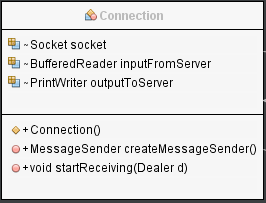 Connection
~Socket socket
~BufferedReader inputFromServer
~PrintWriter outputToServer
+Connection()
+MessageSender createMessageSender()
+void startReceiving(Dealer d)